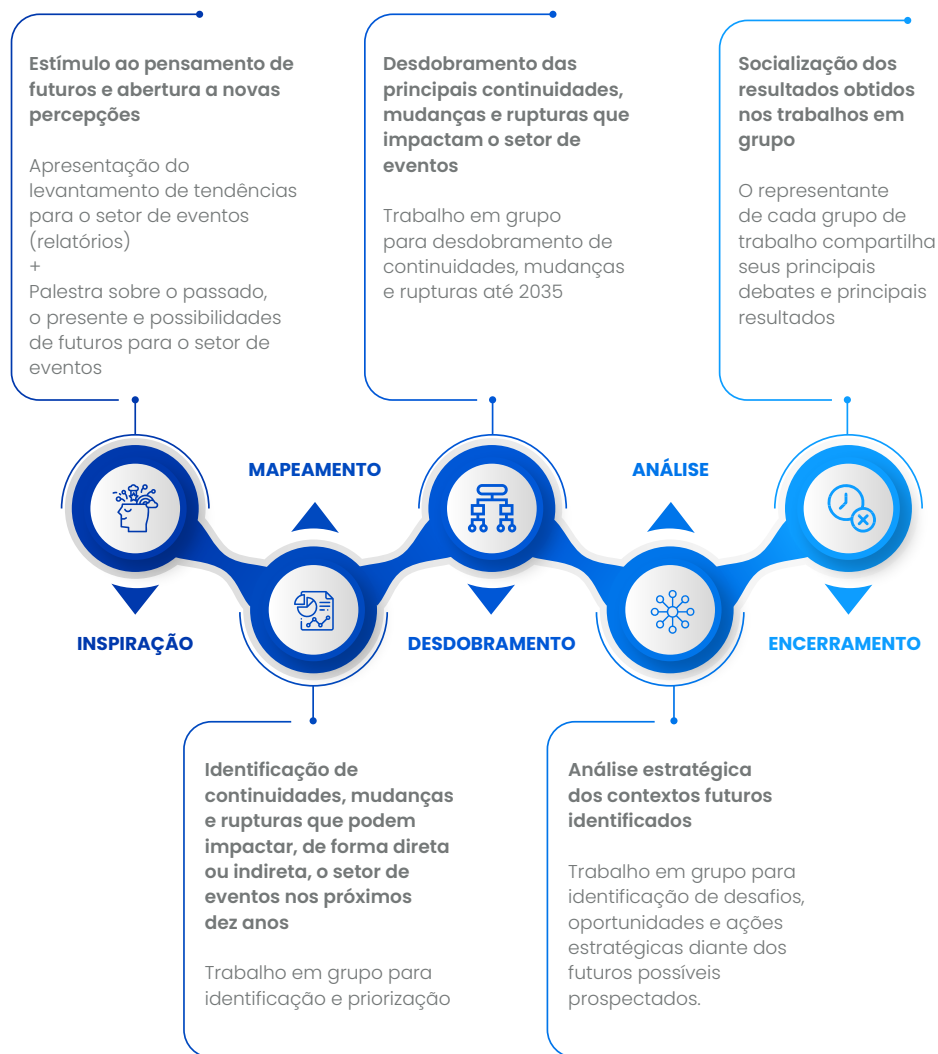 Estímulo ao pensamento de
futuros e abertura a novas
percepções
Apresentação do
levantamento de tendências
para o setor de eventos
(relatórios)
+
Palestra sobre o passado,
o presente e possibilidades
de futuros para o setor de
eventos
Desdobramento das
principais continuidades,
mudanças e rupturas que
impactam o setor de
eventos
Trabalho em grupo
para desdobramento de
continuidades, mudanças
e rupturas até 2035
Socialização dos
resultados obtidos
nos trabalhos em
grupo
O representante
de cada grupo de
trabalho compartilha
seus principais
debates e principais
resultados
MAPEAMENTO
ANÁLISE
INSPIRAÇÃO
DESDOBRAMENTO
ENCERRAMENTO
Identificação de
continuidades, mudanças
e rupturas que podem
impactar, de forma direta
ou indireta, o setor de
eventos nos próximos
dez anos
Trabalho em grupo para
identificação e priorização
Análise estratégica
dos contextos futuros
identificados
Trabalho em grupo para
identificação de desafios,
oportunidades e ações
estratégicas diante dos
futuros possíveis
prospectados.